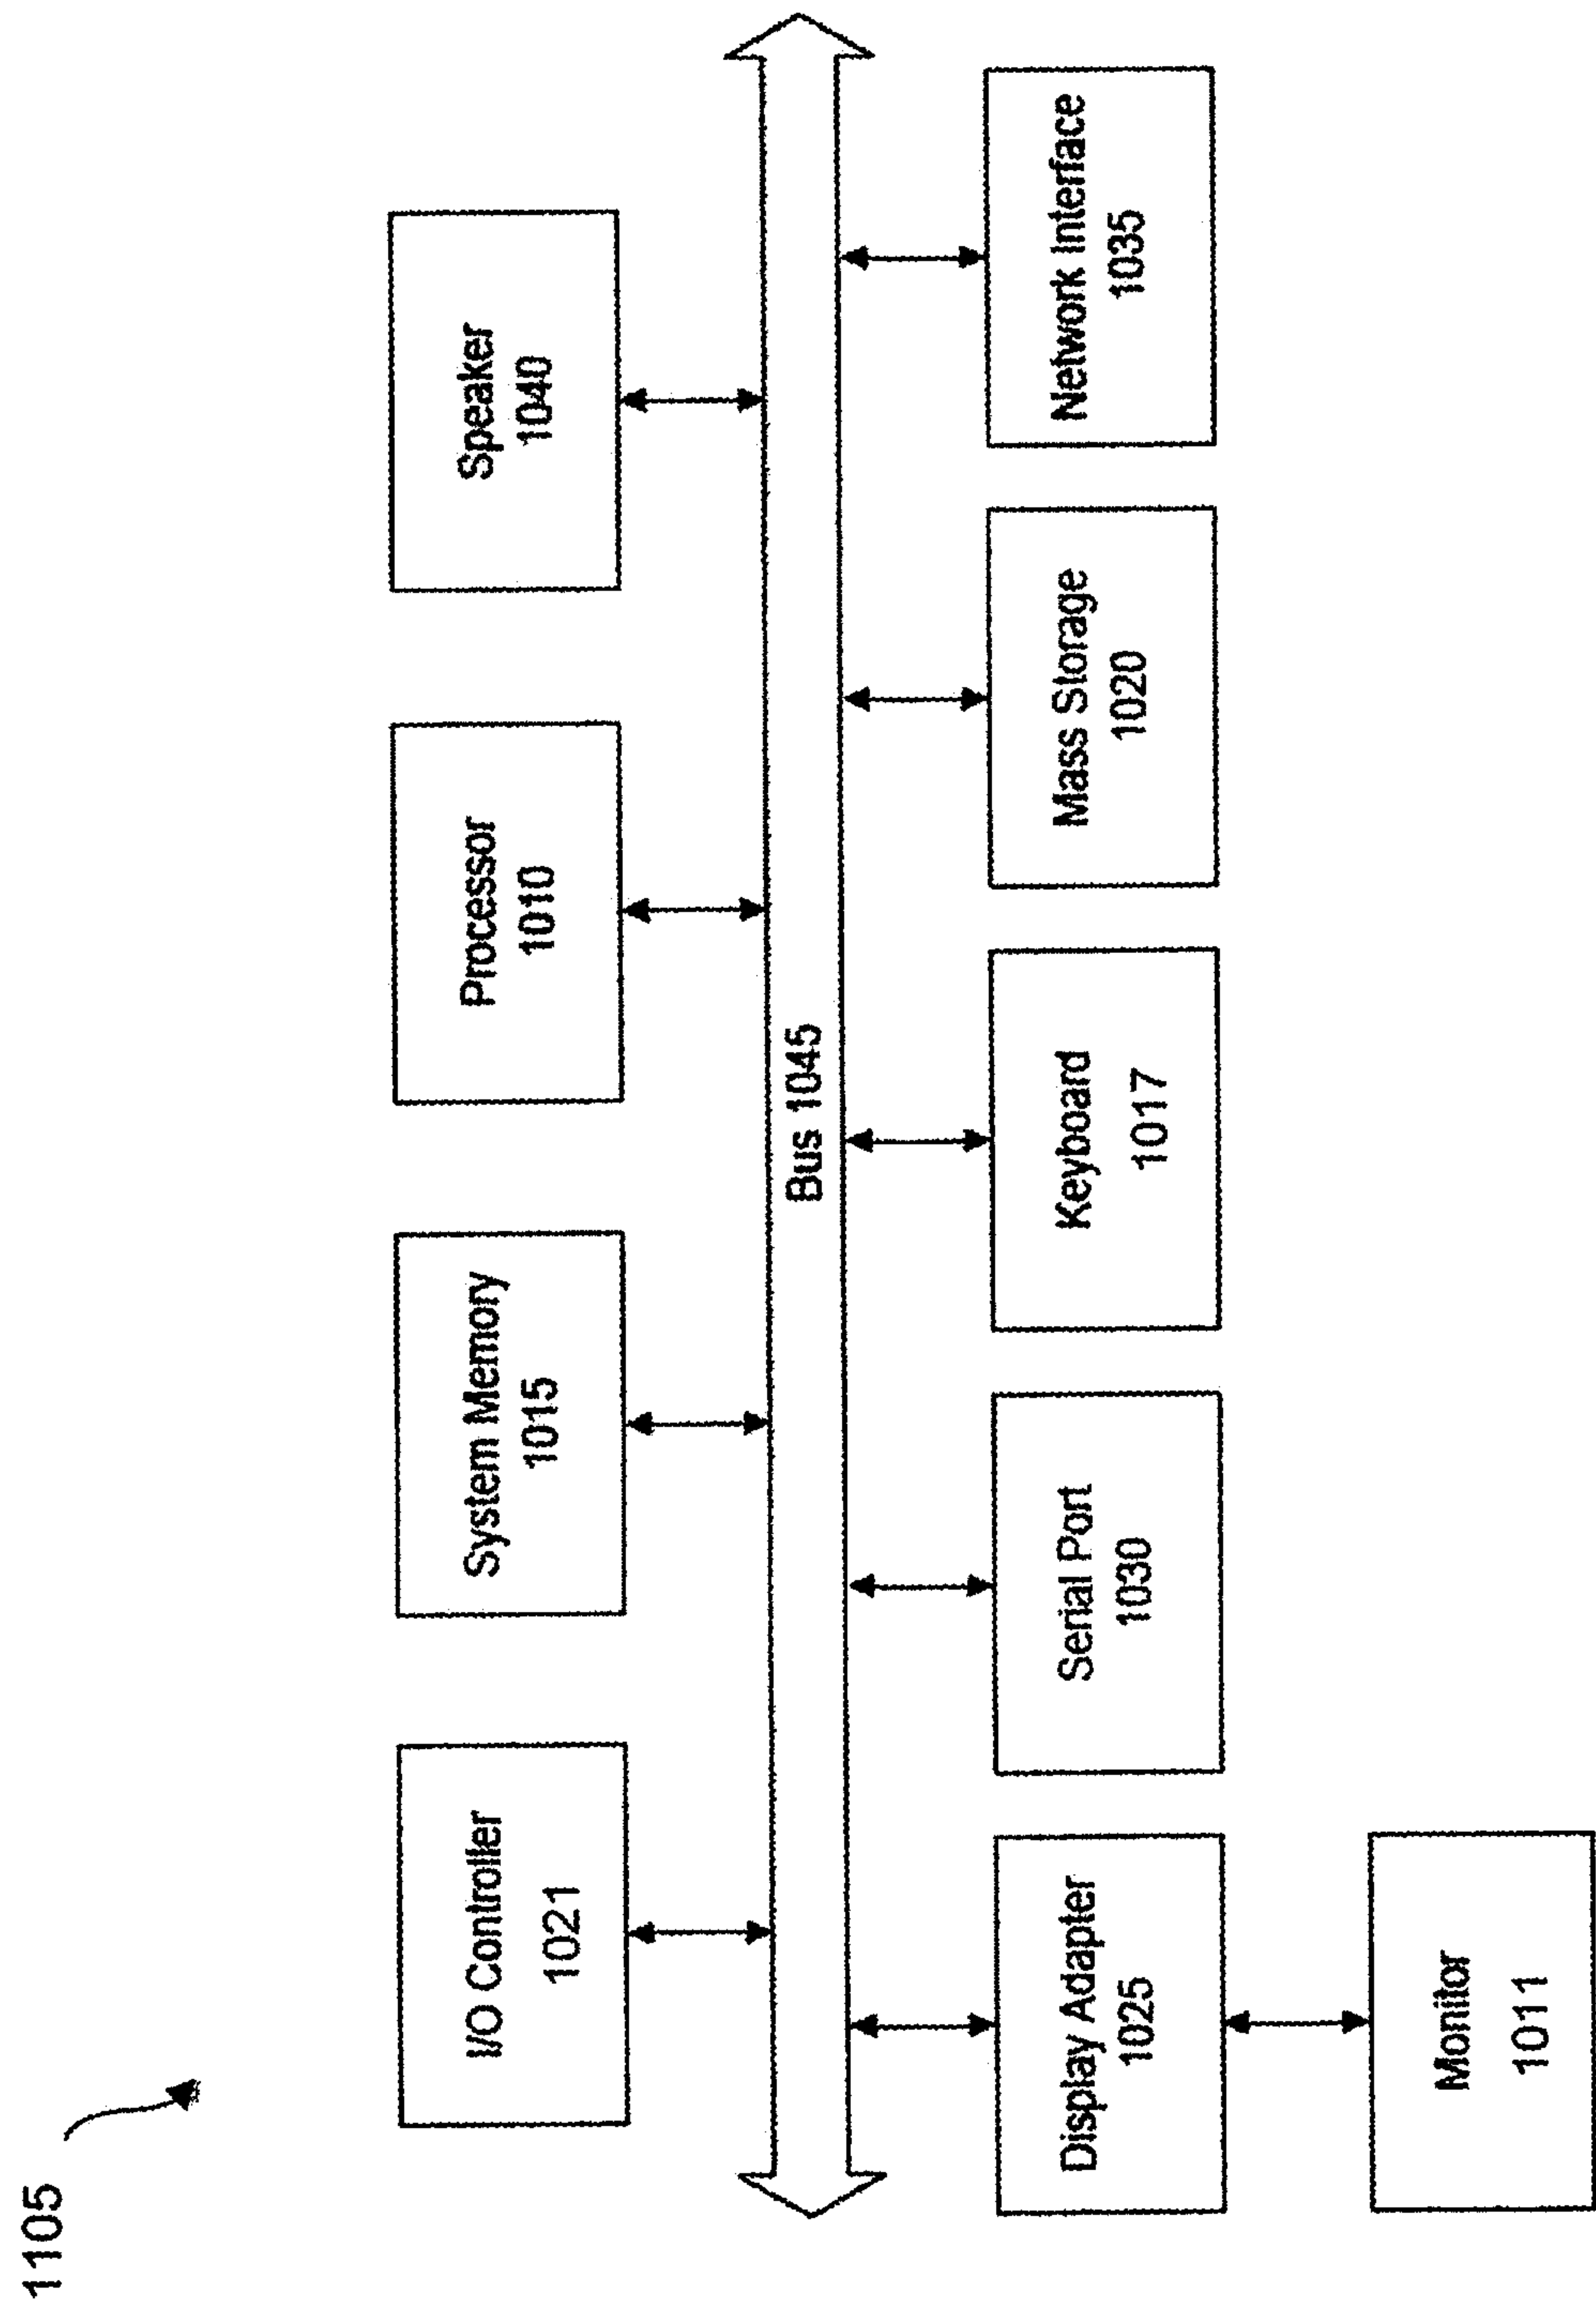 1105
I/O Controller
1021
System Memory
1015
Processor
1010
Speaker
1040
Bus 1045
Display Adapter
1025
Serial Port
1030
Keyboard
1017
Mass Storage
1020
Network Interface
1035
Monitor
1011